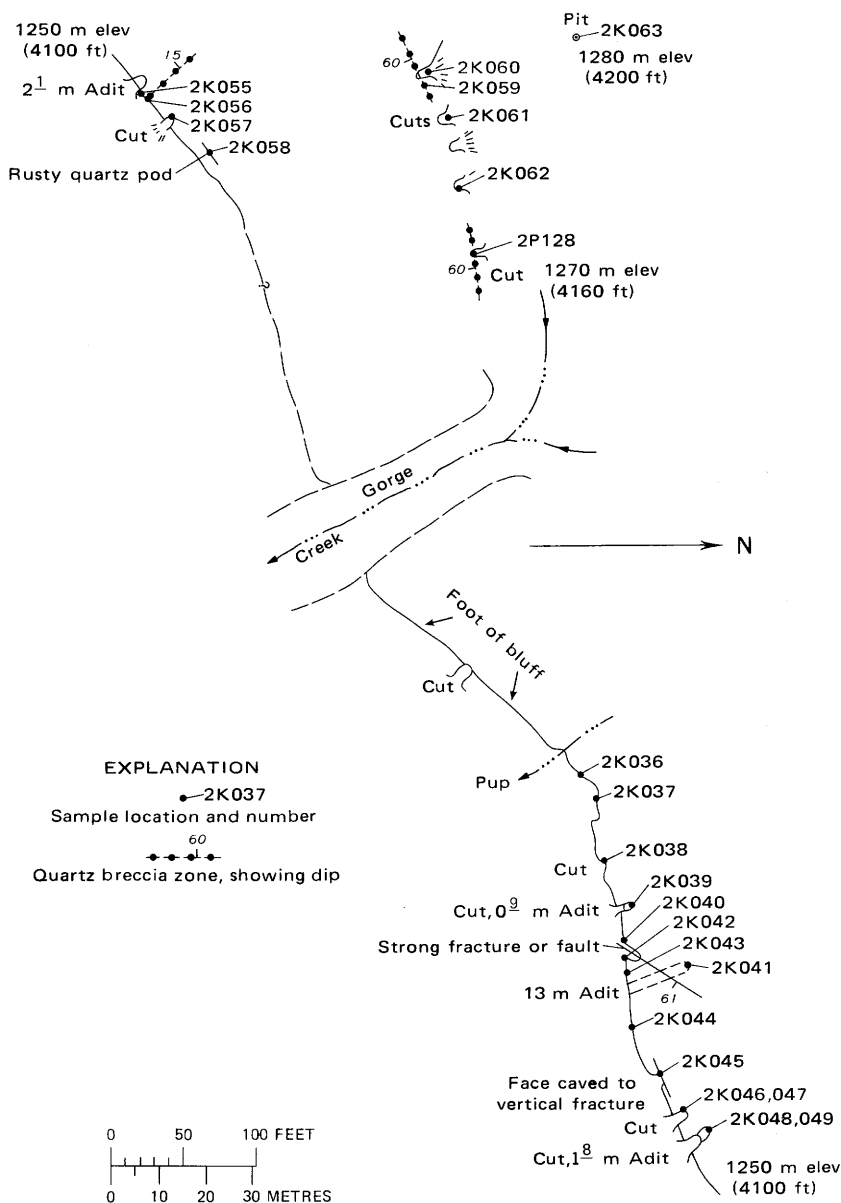 1250 m elev
(4100 ft)
15
2 1 m Adit
2K055
2K056
2K057
Cut
2K058
Rusty quartz pod
60
2K060
2K059
Cuts
2K061
2K062
2P128
60
Cut
1270 m elev
(4160 ft)
Pit
2K063
1280 m elev
(4200 ft)
?
Gorge
Creek
N
Foot of bluff
Cut
Pup
2K036
2K037
2K038
Cut
2K039
Cut, 0 9 m Adit
2K040
2K042
Strong fracture or fault
2K043
2K041
13 m Adit
61
2K044
2K045
Face caved to
vertical fracture
2K046,047
Cut
2K048,049
Cut, 1 8 m Adit
1250 m elev
(4100 ft)
EXPLANATION
2K037
Sample location and number
60
Quartz breccia zone, showing dip
0 50 100 FEET
0 10 20 30 METRES